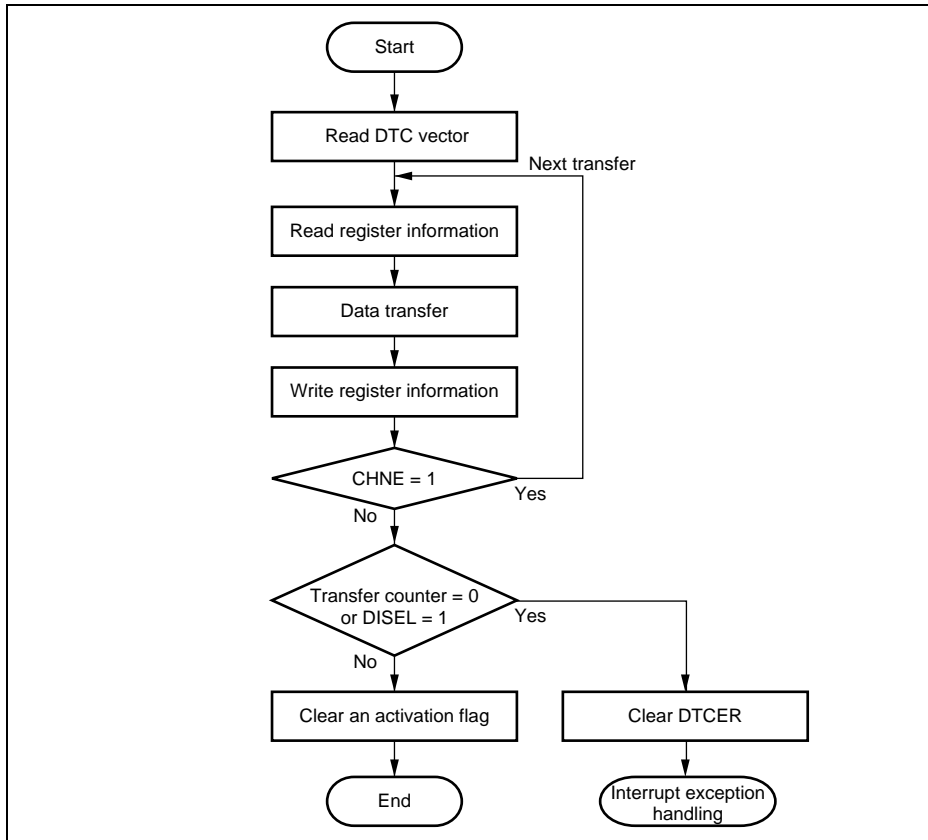 Start
Read DTC vector
Next transfer
Read register information
Data transfer
Write register information
CHNE = 1
Yes
No
Transfer counter = 0
or DISEL = 1
Yes
No
Clear an activation flag
Clear DTCER
End
Interrupt exception
handling